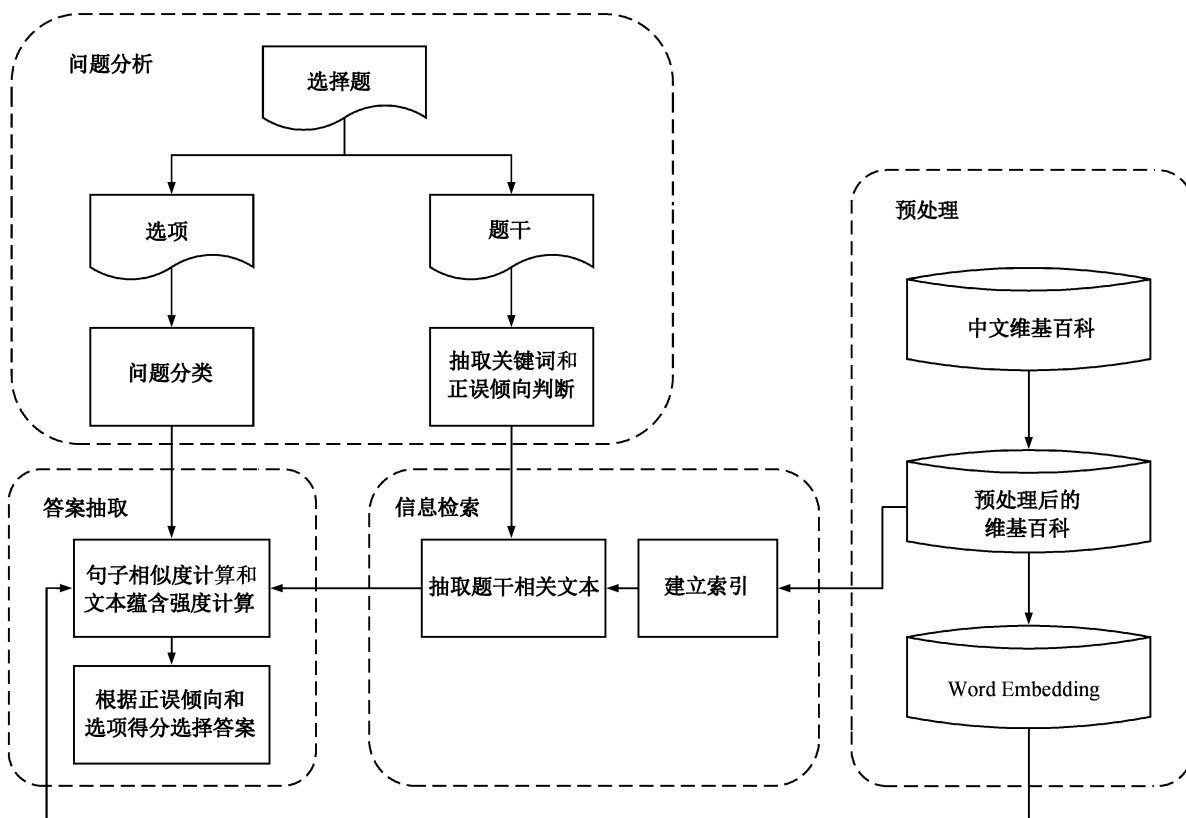 问题分析
选择题
选项
题干
问题分类
抽取关键词和
正误倾向判断
预处理
中文维基百科
预处理后的
维基百科
Word Embedding
答案抽取
句子相似度计算和
文本蕴含强度计算
根据正误倾向和
选项得分选择答案
信息检索
抽取题干相关文本
建立索引